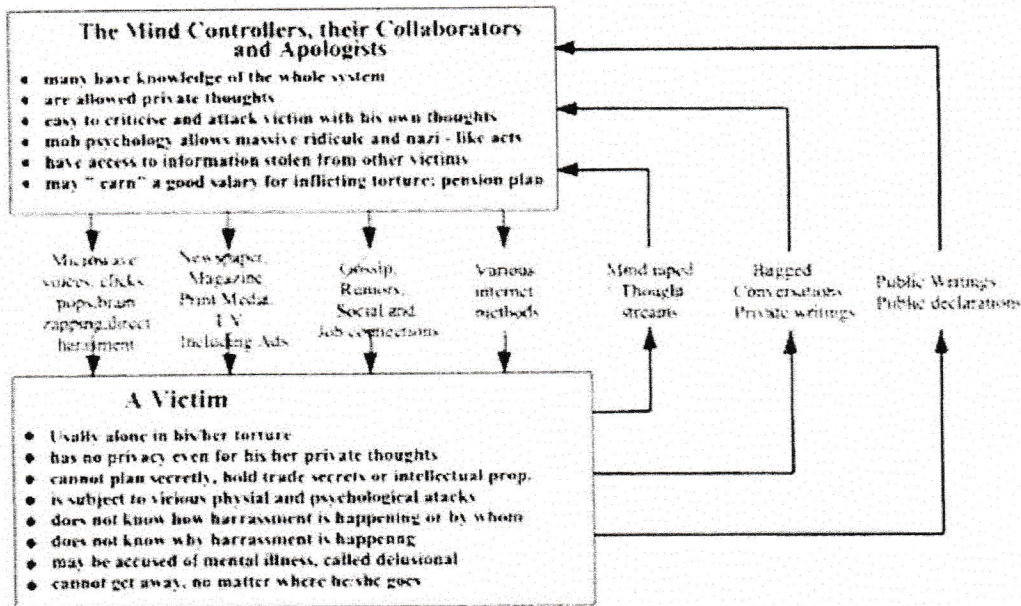 The Mind Controllers, their Collaborators
and Apologists
• many have knowledge of the whole system
• are allowed private thoughts
• easy to criticise and attack victim with his own thoughts
• mob psychology allows massive ridicule and nazi - like acts
• have access to information stolen from other victims
• may " earn" a good salary for inflicting torture; pension plan
Microwave
voices, clicks,
pops,brain
zapping,direct
harassment
Newspaper,
Magazine
Print Media,
T.V.
Including Ads
Gossip,
Rumors,
Social and
Job connections
Various
internet
methods
Mind raped
Thought
streams
Bagged
Conversations
Private writings
Public Writings
Public declarations
A Victim
• Usally alone in his/her torture
• has no privacy even for his/her private thoughts
• cannot plan secretly, hold trade secrets or intellectual prop.
• is subject to vicious physial and psychological atacks
• does not know how harrassment is happening or by whom
• does not know why harrassment is happenng
• may be accused of mental illness, called delusional
• cannot get away, no matter where he/she goes